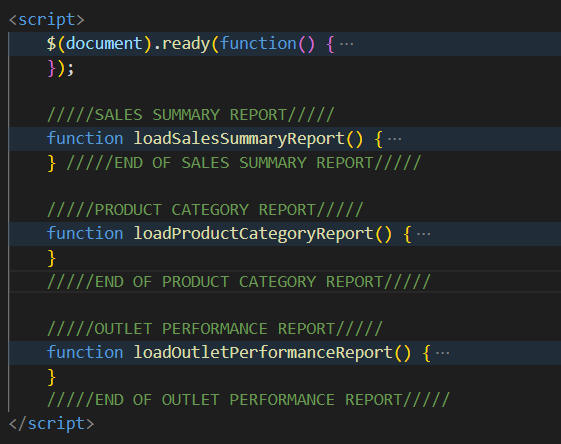 <script>
$(document).ready(function() {···
});
/////SALES SUMMARY REPORT/////
function loadSalesSummaryReport() {···
} /////END OF SALES SUMMARY REPORT/////
/////PRODUCT CATEGORY REPORT/////
function loadProductCategoryReport() {···
}
/////END OF PRODUCT CATEGORY REPORT/////
/////OUTLET PERFORMANCE REPORT/////
function loadOutletPerformanceReport() {···
}
/////END OF OUTLET PERFORMANCE REPORT/////
</script>